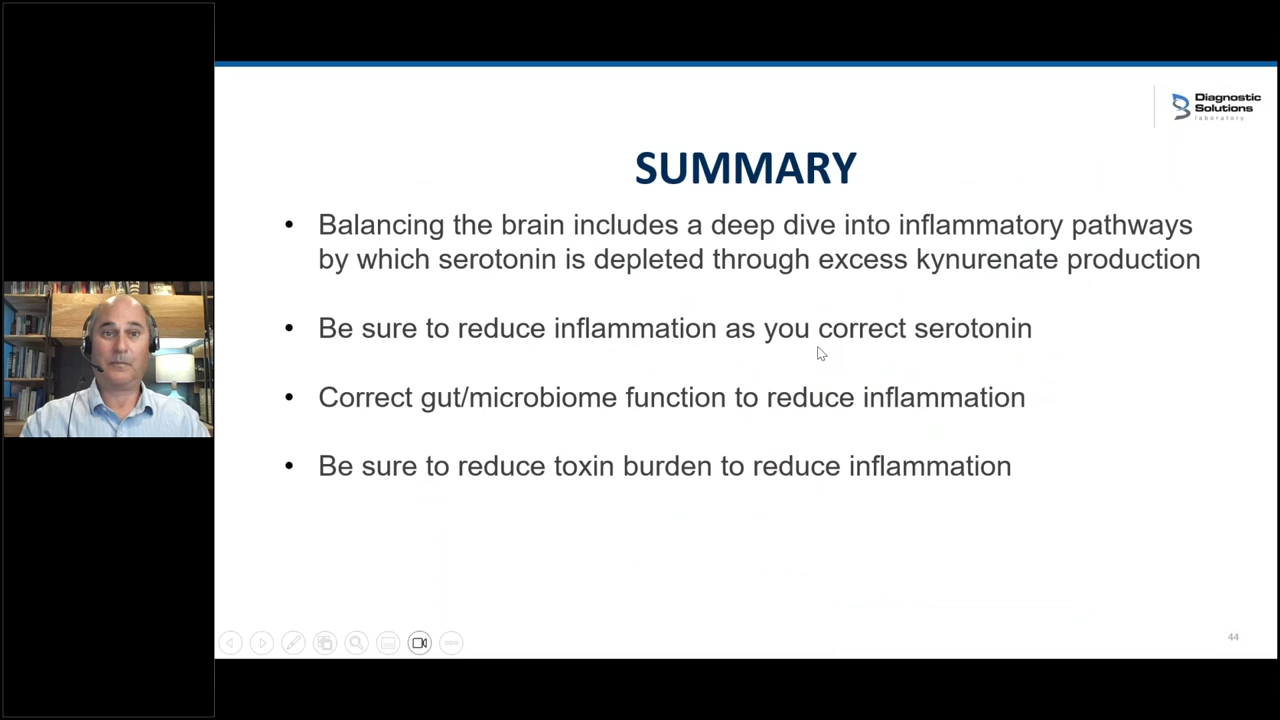 Diagnostic
Solutions
laboratory
SUMMARY
• Balancing the brain includes a deep dive into inflammatory pathways
by which serotonin is depleted through excess kynurenate production
• Be sure to reduce inflammation as you correct serotonin
• Correct gut/microbiome function to reduce inflammation
• Be sure to reduce toxin burden to reduce inflammation
44